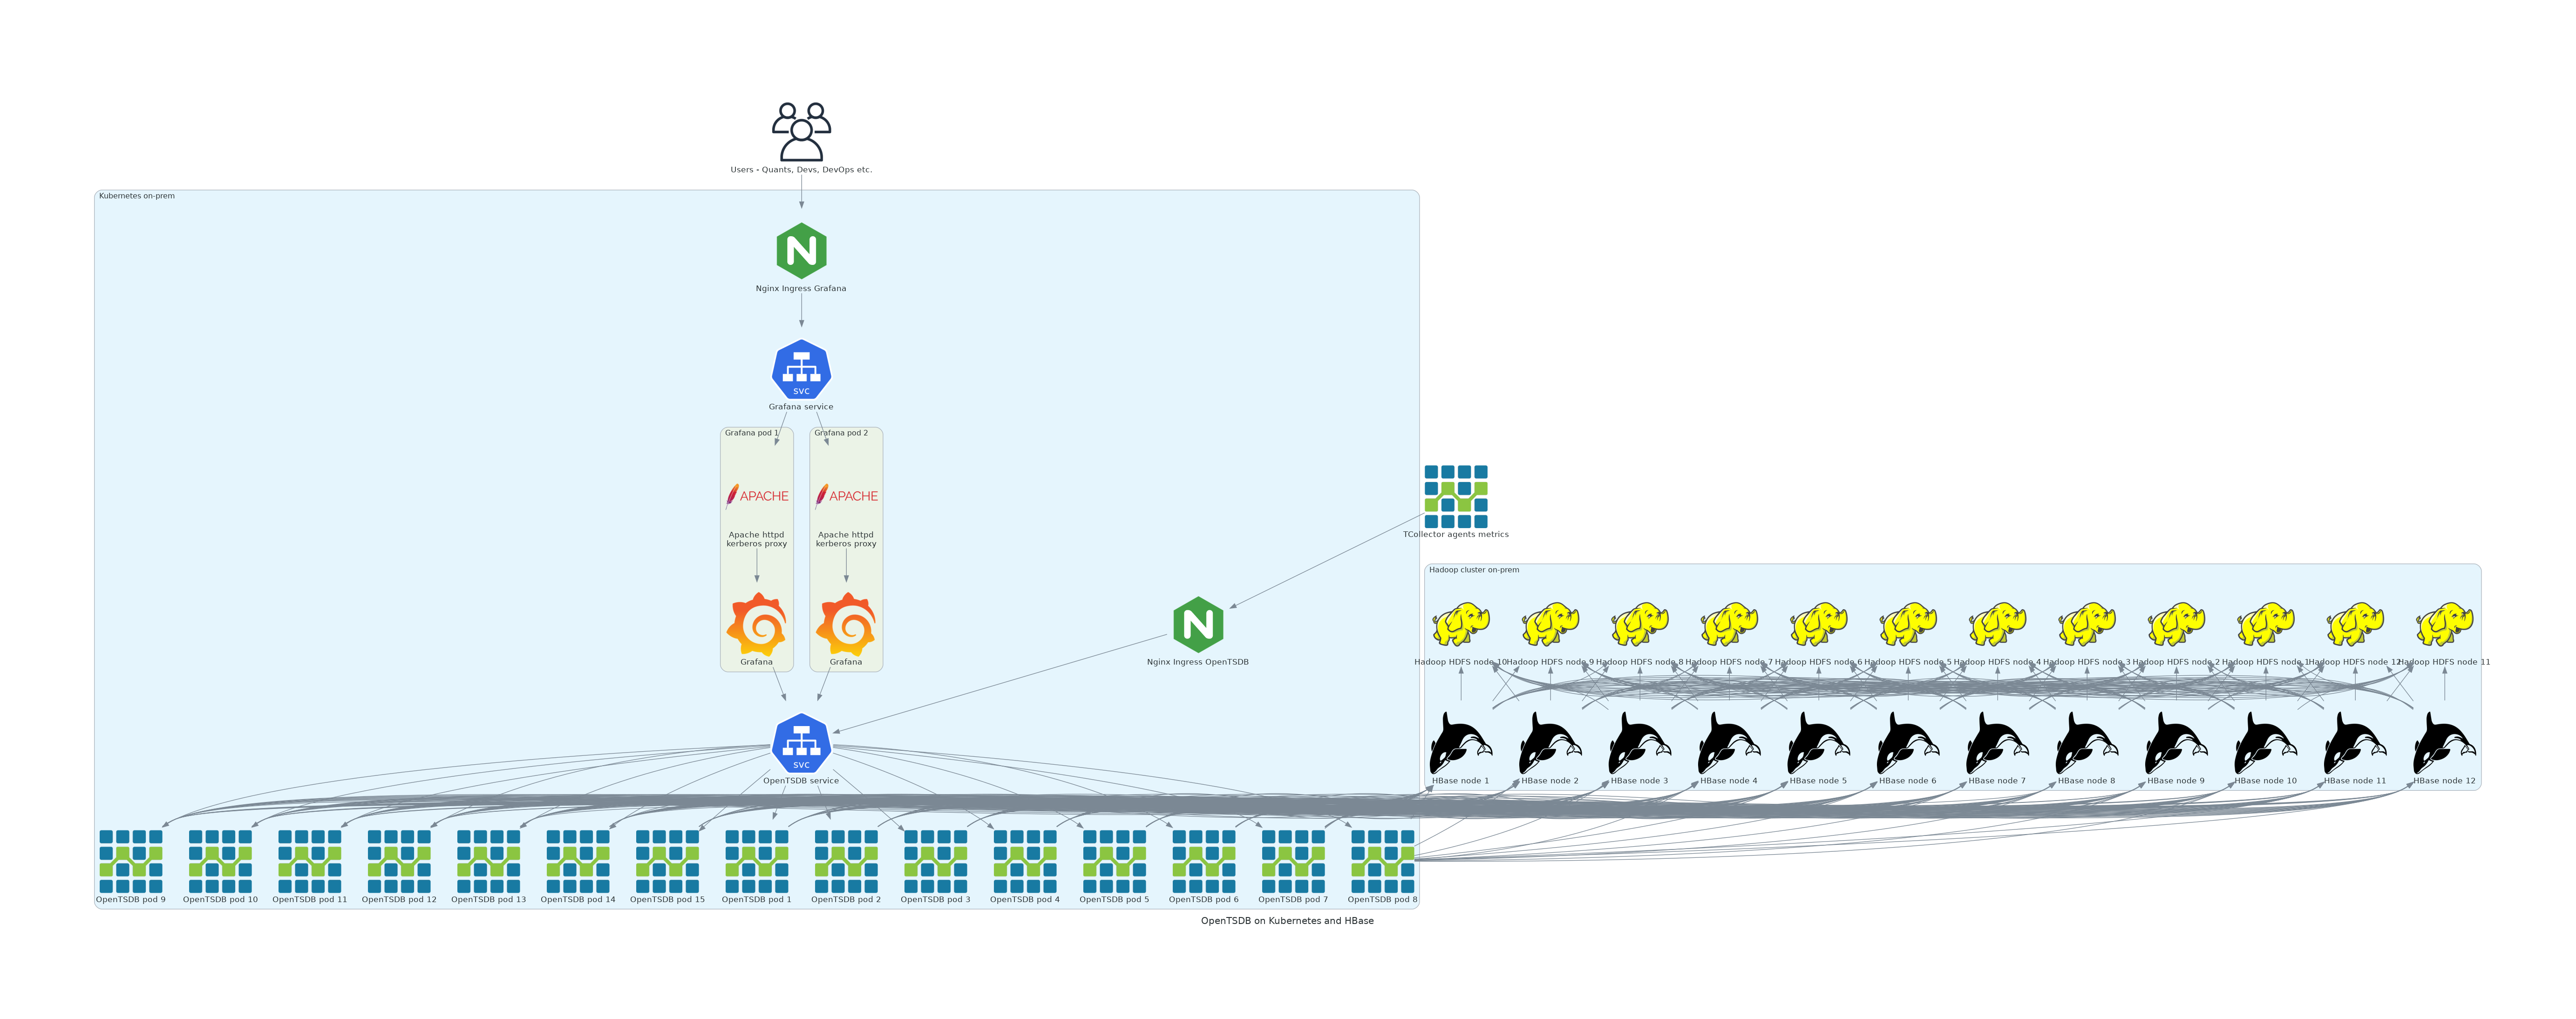 Users - Quants, Devs, DevOps etc.
Kubernetes on-prem
Nginx Ingress Grafana
svc
Grafana service
Grafana pod 1
Grafana pod 2
APACHE
APACHE
Apache httpd
kerberos proxy
Apache httpd
kerberos proxy
TCollector agents metrics
Hadoop cluster on-prem
Grafana
Grafana
Nginx Ingress OpenTSDB
Hadoop HDFS node 10
Hadoop HDFS node 9
Hadoop HDFS node 8
Hadoop HDFS node 7
Hadoop HDFS node 6
Hadoop HDFS node 5
Hadoop HDFS node 4
Hadoop HDFS node 3
Hadoop HDFS node 2
Hadoop HDFS node 1
Hadoop HDFS node 12
Hadoop HDFS node 11
svc
OpenTSDB service
HBase node 1
HBase node 2
HBase node 3
HBase node 4
HBase node 5
HBase node 6
HBase node 7
HBase node 8
HBase node 9
HBase node 10
HBase node 11
HBase node 12
OpenTSDB pod 9
OpenTSDB pod 10
OpenTSDB pod 11
OpenTSDB pod 12
OpenTSDB pod 13
OpenTSDB pod 14
OpenTSDB pod 15
OpenTSDB pod 1
OpenTSDB pod 2
OpenTSDB pod 3
OpenTSDB pod 4
OpenTSDB pod 5
OpenTSDB pod 6
OpenTSDB pod 7
OpenTSDB pod 8
OpenTSDB on Kubernetes and HBase